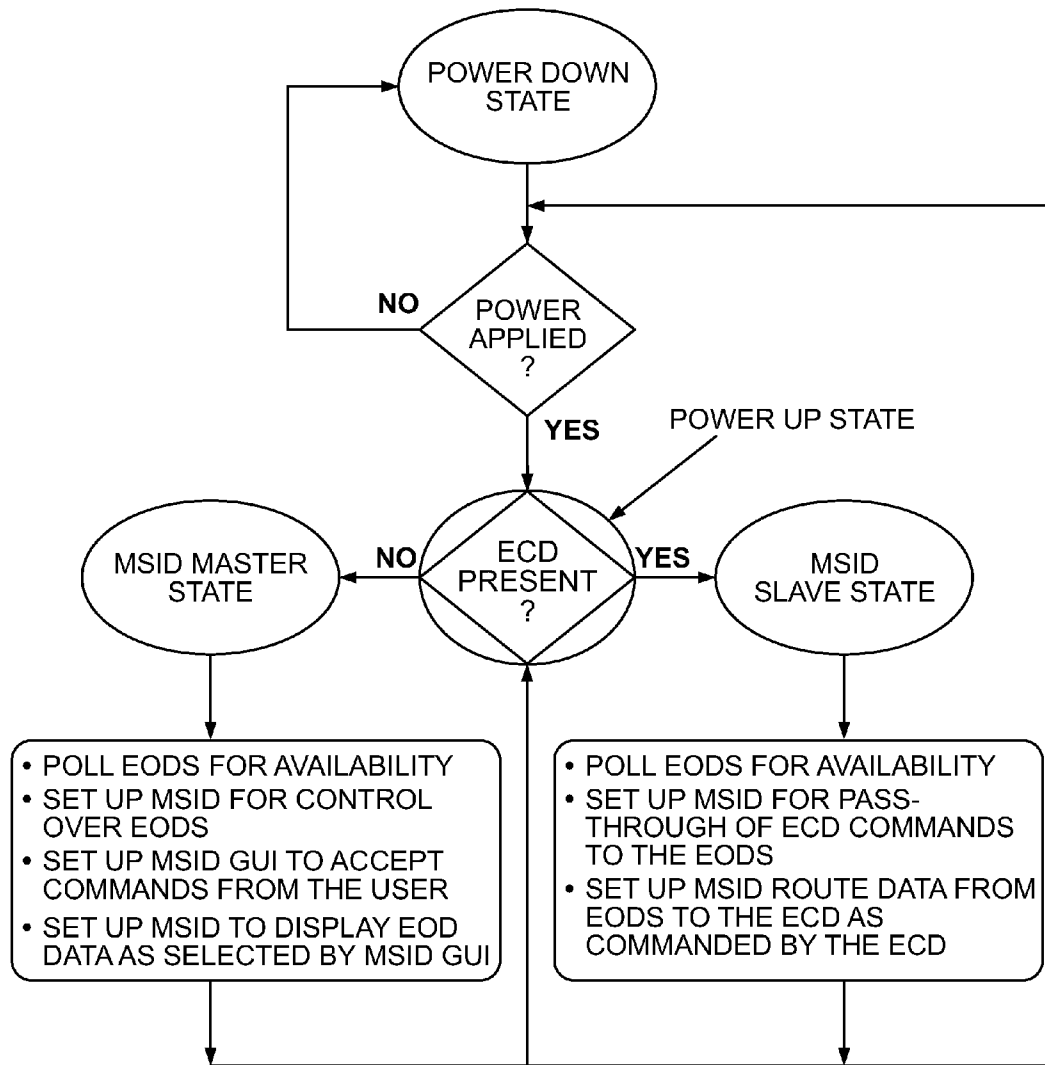 POWER DOWN
STATE
NO
POWER
APPLIED
?
YES
POWER UP STATE
MSID MASTER
STATE
NO
ECD
PRESENT
?
YES
MSID
SLAVE STATE
• POLL EODS FOR AVAILABILITY
• SET UP MSID FOR CONTROL
OVER EODS
• SET UP MSID GUI TO ACCEPT
COMMANDS FROM THE USER
• SET UP MSID TO DISPLAY EOD
DATA AS SELECTED BY MSID GUI
• POLL EODS FOR AVAILABILITY
• SET UP MSID FOR PASS-
THROUGH OF ECD COMMANDS
TO THE EODS
• SET UP MSID ROUTE DATA FROM
EODS TO THE ECD AS
COMMANDED BY THE ECD